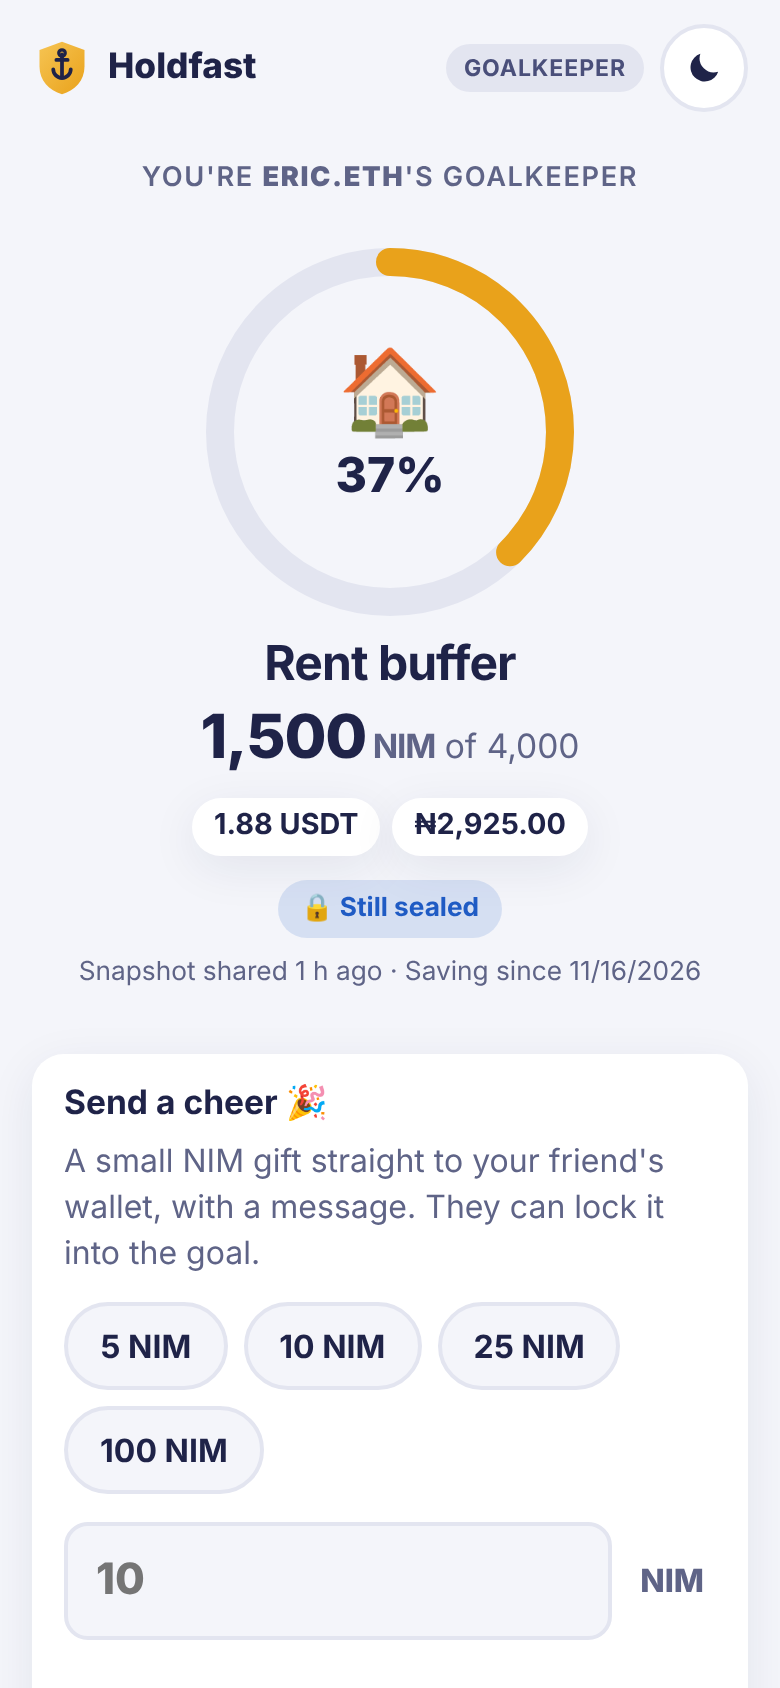 Holdfast
GOALKEEPER
YOU'RE ERIC.ETH'S GOALKEEPER
37%
Rent buffer
1,500 NIM of 4,000
1.88 USDT
₦2,925.00
🔒 Still sealed
Snapshot shared 1 h ago · Saving since 11/16/2026
Send a cheer 🎉
A small NIM gift straight to your friend's
wallet, with a message. They can lock it
into the goal.
5 NIM
10 NIM
25 NIM
100 NIM
10
NIM